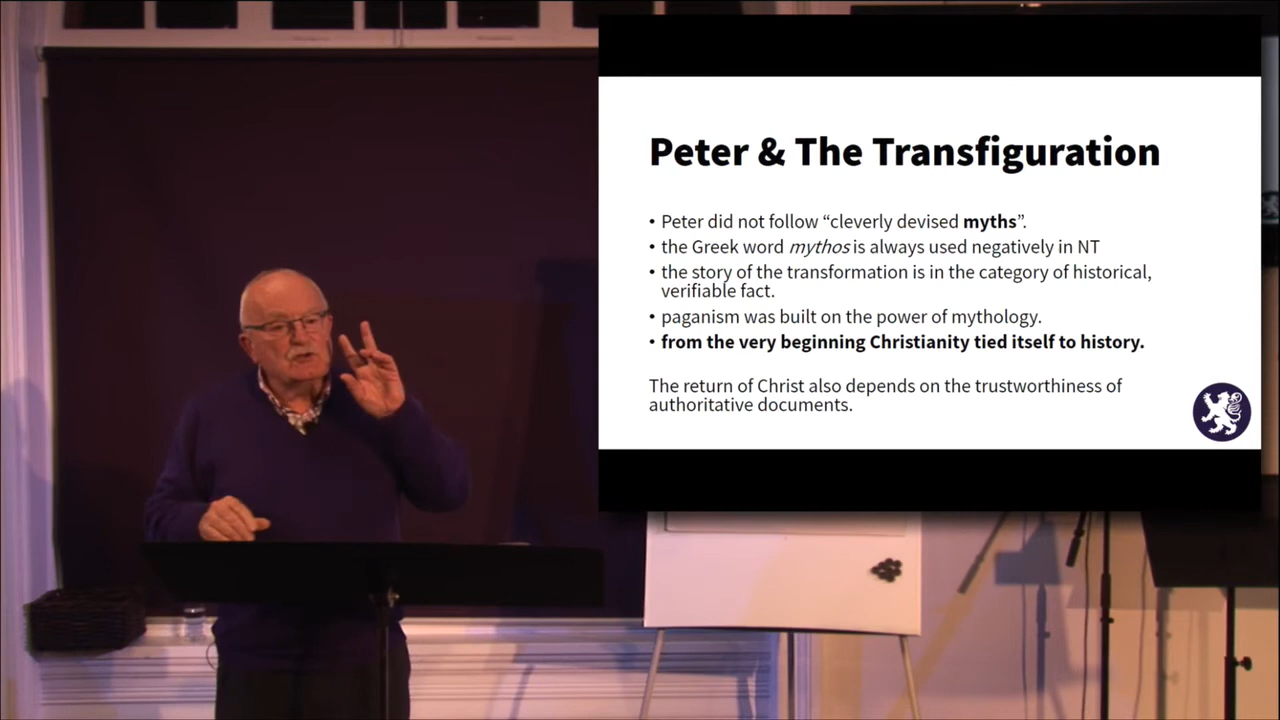 Peter & The Transfiguration
• Peter did not follow “cleverly devised myths”.
• the Greek word mythos is always used negatively in NT
• the story of the transformation is in the category of historical,
verifiable fact.
• paganism was built on the power of mythology.
• from the very beginning Christianity tied itself to history.
The return of Christ also depends on the trustworthiness of
authoritative documents.